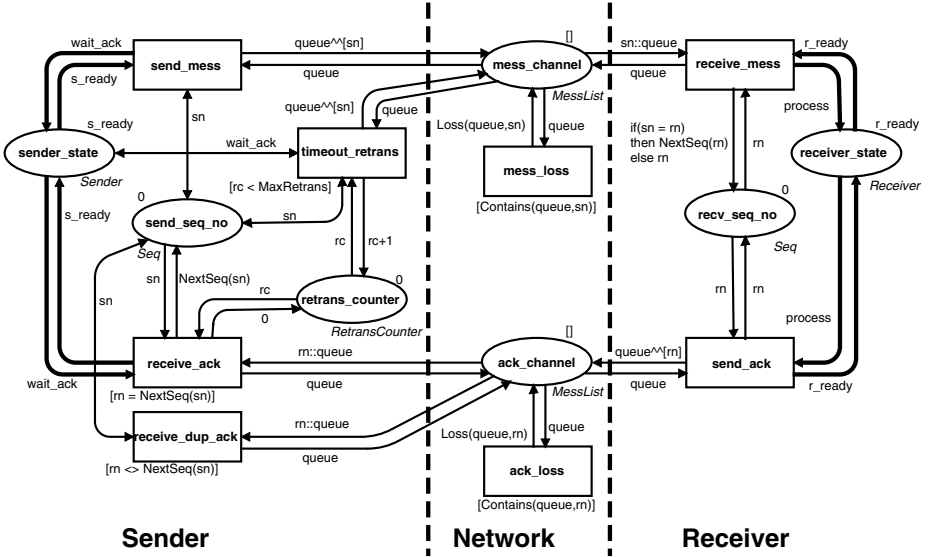 wait_ack
send_mess
queue^^[sn]
queue
[]
mess_channel
MessList
sn::queue
queue
receive_mess
r_ready
s_ready
process
s_ready
sender_state
Sender
sn
queue^^[sn]
queue
wait_ack
timeout_retrans
[rc < MaxRetrans]
Loss(queue,sn)
queue
mess_loss
[Contains(queue,sn)]
if(sn = rn)
then NextSeq(rn)
else rn
rn
r_ready
receiver_state
Receiver
s_ready
0
send_seq_no
Seq
sn
rc
rc+1
0
recv_seq_no
Seq
sn
sn
NextSeq(sn)
rc
0
0
retrans_counter
RetransCounter
rn
rn
process
receive_ack
[rn = NextSeq(sn)]
wait_ack
rn::queue
queue
[]
ack_channel
MessList
queue^^[rn]
queue
send_ack
r_ready
receive_dup_ack
[rn <> NextSeq(sn)]
rn::queue
queue
Loss(queue,rn)
queue
ack_loss
[Contains(queue,rn)]
Sender
Network
Receiver